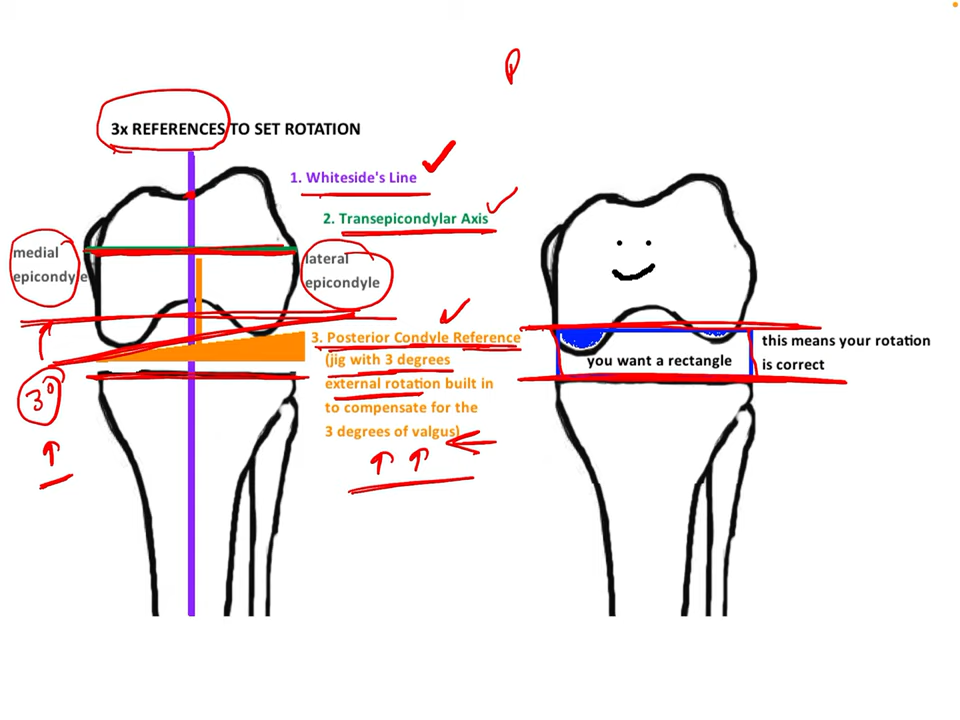 P
3x REFERENCES TO SET ROTATION
1. Whiteside's Line
2. Transepicondylar Axis
medial
epicondyle
lateral
epicondyle
3. Posterior Condyle Reference
(jig with 3 degrees
external rotation built in
to compensate for the
3 degrees of valgus)
3°
you want a rectangle
this means your rotation
is correct